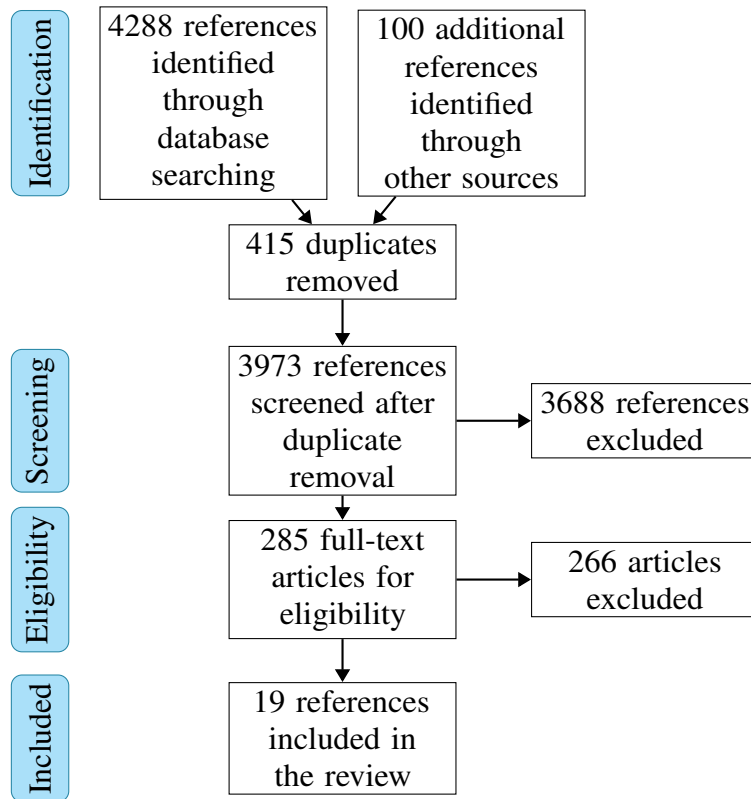 Identification
4288 references
identified
through
database
searching
100 additional
references
identified
through
other sources
415 duplicates
removed
Screening
3973 references
screened after
duplicate
removal
3688 references
excluded
Eligibility
285 full-text
articles for
eligibility
266 articles
excluded
Included
19 references
included in
the review